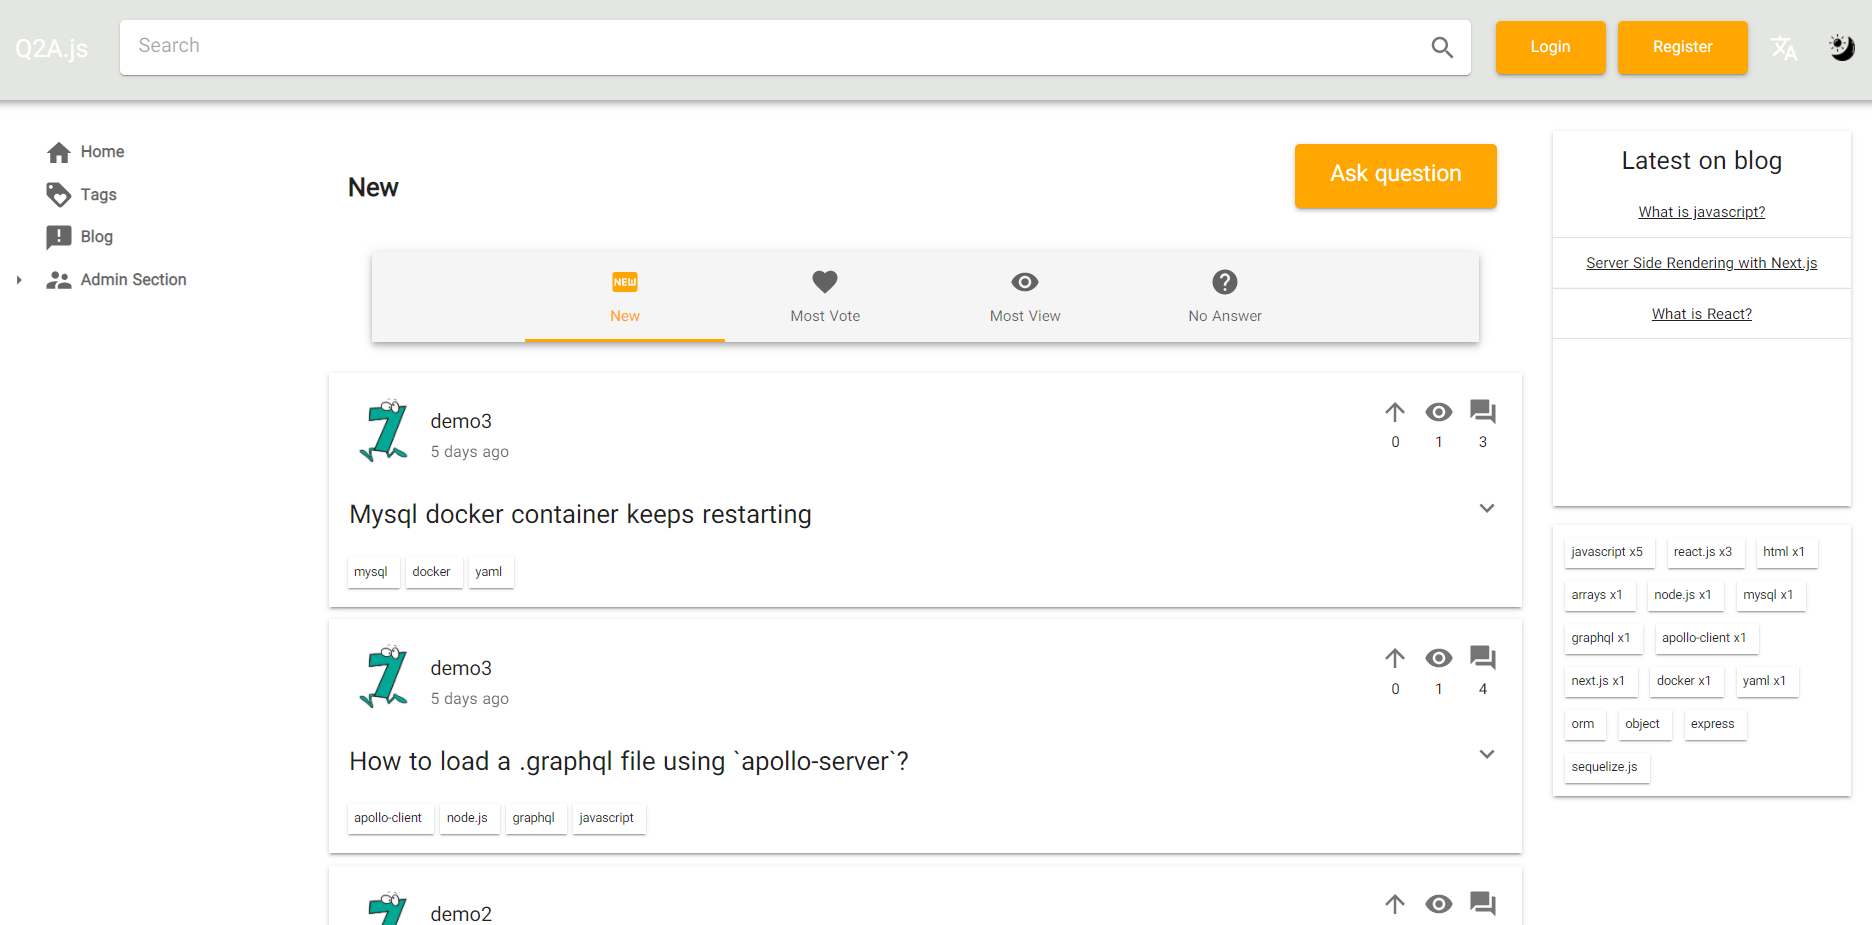 Q2A.js
Search
Login
Register
Home
Tags
Blog
Admin Section
New
Ask question
NEW
New
Most Vote
Most View
No Answer
demo3
5 days ago
0 1 3
Mysql docker container keeps restarting
mysql docker yaml
demo3
5 days ago
0 1 4
How to load a .graphql file using `apollo-server`?
apollo-client node.js graphql javascript
demo2
Latest on blog
What is javascript?
Server Side Rendering with Next.js
What is React?
javascript x5 react.js x3 html x1
arrays x1 node.js x1 mysql x1
graphql x1 apollo-client x1
next.js x1 docker x1 yaml x1
orm object express
sequelize.js